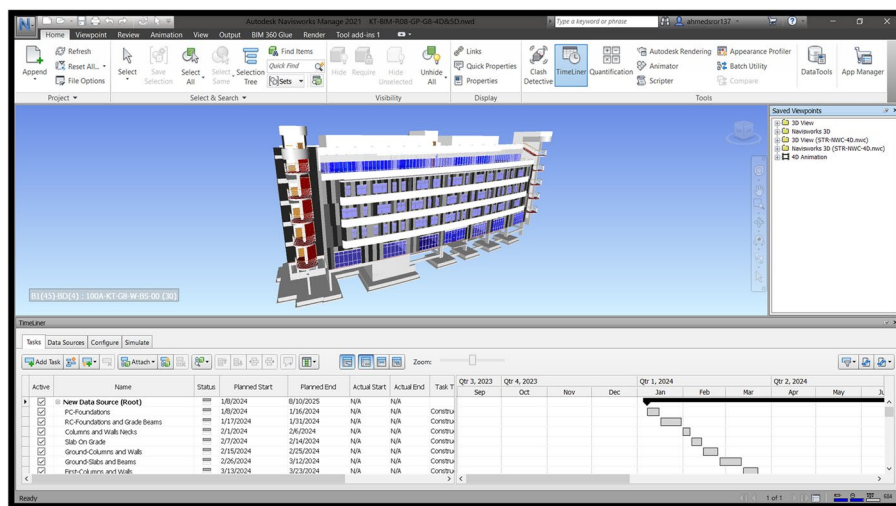 Autodesk Navisworks Manage 2021 KT-BIM-RDB-GP-GB-4D&5D.nwd
Type a keyword or phrase
ahmedsror137
Home Viewpoint Review Animation View Output BIM 360 Glue Render Tool add-ins 1
Append
Refresh
Reset All...
File Options
Project
Select
Save Selection
Select All
Select Same
Selection Tree
Find Items
Quick Find
Sets
Select & Search
Hide
Require
Hide Unselected
Unhide All
Visibility
Links
Quick Properties
Properties
Display
Clash Detective
TimeLiner
Quantification
Autodesk Rendering
Animator
Scripter
Appearance Profiler
Batch Utility
Compare
Tools
DataTools
App Manager
Saved Viewpoints
3D View
Navisworks 3D
3D View (STR-NWC-4D.nwc)
Navisworks 3D (STR-NWC-4D.nwc)
4D Animation
B1(45)-BD(4) : 100A-KT-GB-W-BS-00 (30)
TimeLiner
Tasks Data Sources Configure Simulate
Add Task
Attach
Zoom:
Active Name Status Planned Start Planned End Actual Start Actual End Task T
Qtr 3, 2023 Qtr 4, 2023 Qtr 1, 2024 Qtr 2, 2024
Sep Oct Nov Dec Jan Feb Mar Apr May
New Data Source (Root) 1/8/2024 8/10/2025 N/A N/A
PC-Foundations 1/8/2024 1/16/2024 N/A N/A Constru
RC-Foundations and Grade Beams 1/17/2024 1/31/2024 N/A N/A Constru
Columns and Walls Necks 2/1/2024 2/6/2024 N/A N/A Constru
Slab On Grade 2/7/2024 2/14/2024 N/A N/A Constru
Ground-Columns and Walls 2/15/2024 2/25/2024 N/A N/A Constru
Ground-Slabs and Beams 2/26/2024 3/12/2024 N/A N/A Constru
First-Columns and Walls 3/13/2024 3/23/2024 N/A N/A Constru
Ready
1 of 1